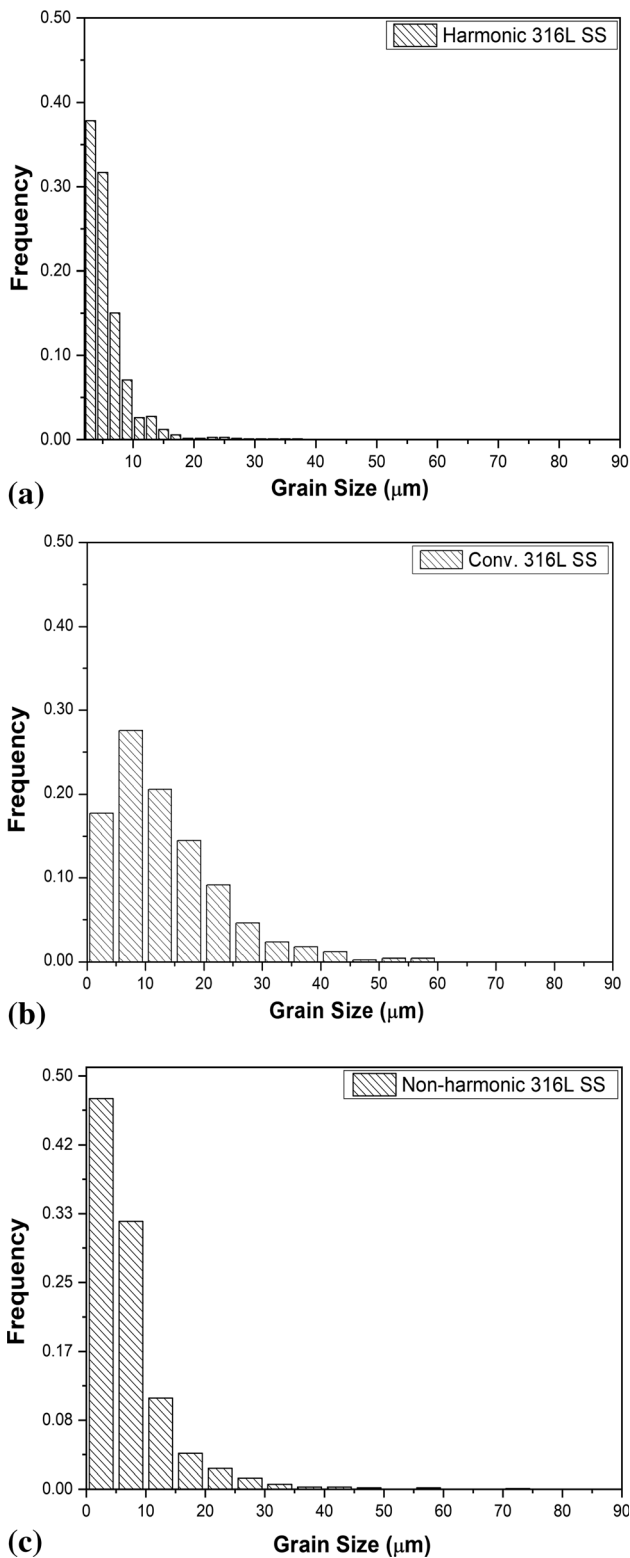 0.50
Harmonic 316L SS
0.40
0.30
0.20
0.10
0.00
Frequency
10 20 30 40 50 60 70 80 90
Grain Size (μm)
(a)
0.50
Conv. 316L SS
0.40
0.30
0.20
0.10
0.00
Frequency
0 10 20 30 40 50 60 70 80 90
Grain Size (μm)
(b)
0.50
Non-harmonic 316L SS
0.42
0.33
0.25
0.17
0.08
0.00
Frequency
0 10 20 30 40 50 60 70 80 90
Grain Size (μm)
(c)